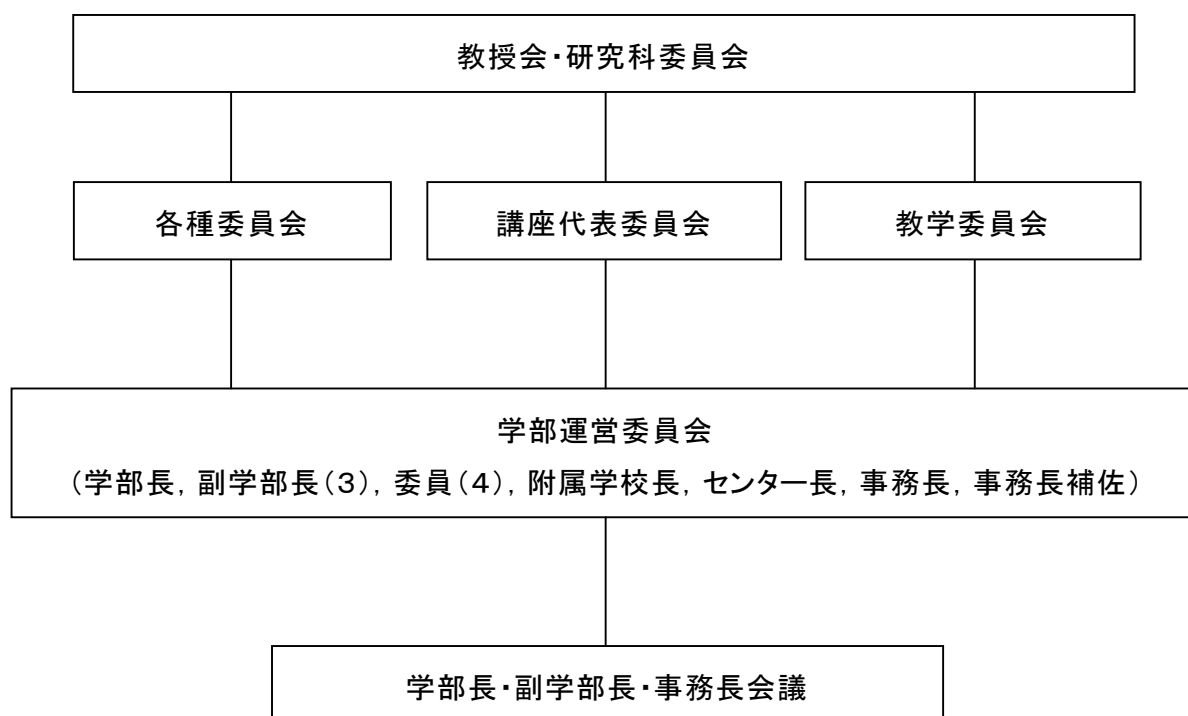 教授会・研究科委員会
各種委員会
講座代表委員会
教学委員会
学部運営委員会
（学部長，副学部長（３），委員（４），附属学校長，センター長，事務長，事務長補佐）
学部長・副学部長・事務長会議